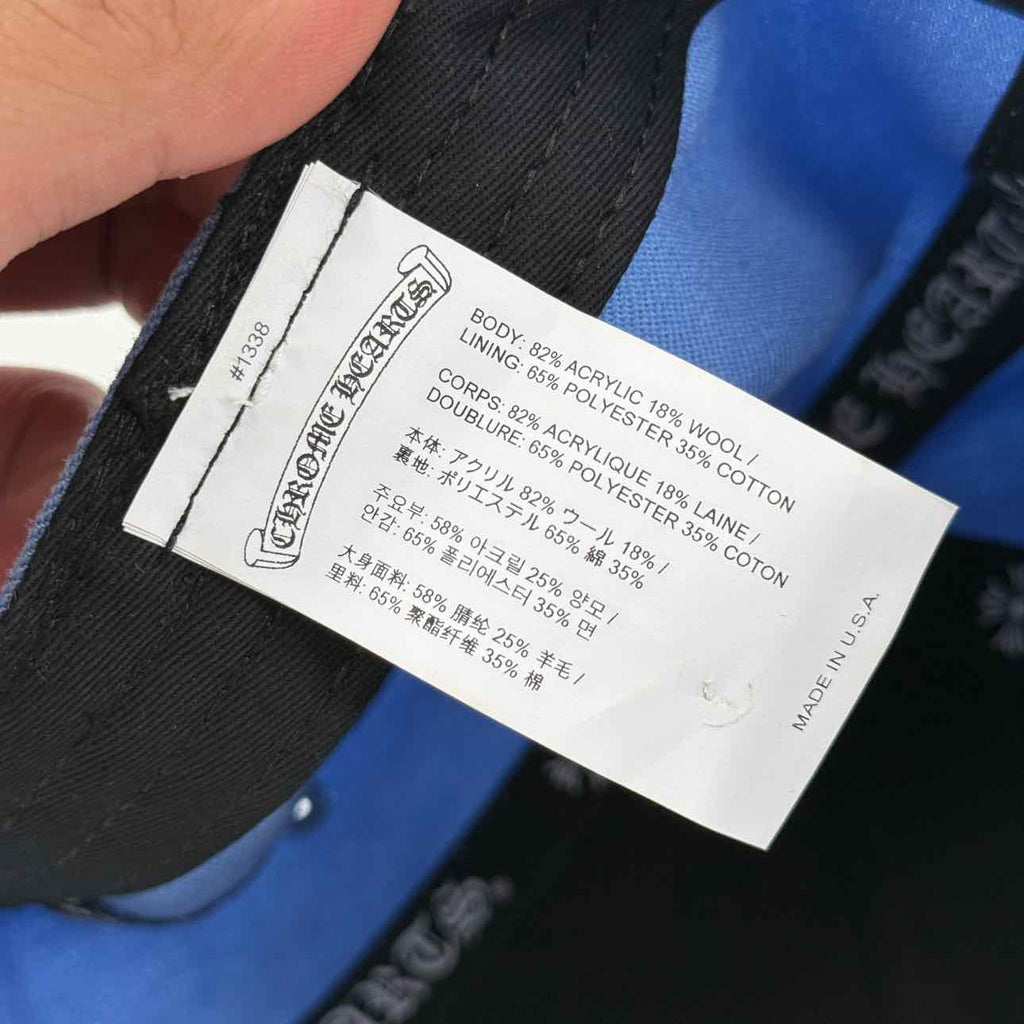 #1338
CHROME HEARTS
BODY: 82% ACRYLIC 18% WOOL /
LINING: 65% POLYESTER 35% COTTON
CORPS: 82% ACRYLIQUE 18% LAINE /
DOUBLURE: 65% POLYESTER 35% COTON
本体: アクリル 82% ウール 18% /
裏地: ポリエステル 65% 綿 35%
주요부: 58% 아크릴 25% 양모 /
안감: 65% 폴리에스터 35% 면
大身面料: 58% 腈纶 25% 羊毛 /
里料: 65% 聚酯纤维 35% 棉
MADE IN U.S.A.
HEARTS